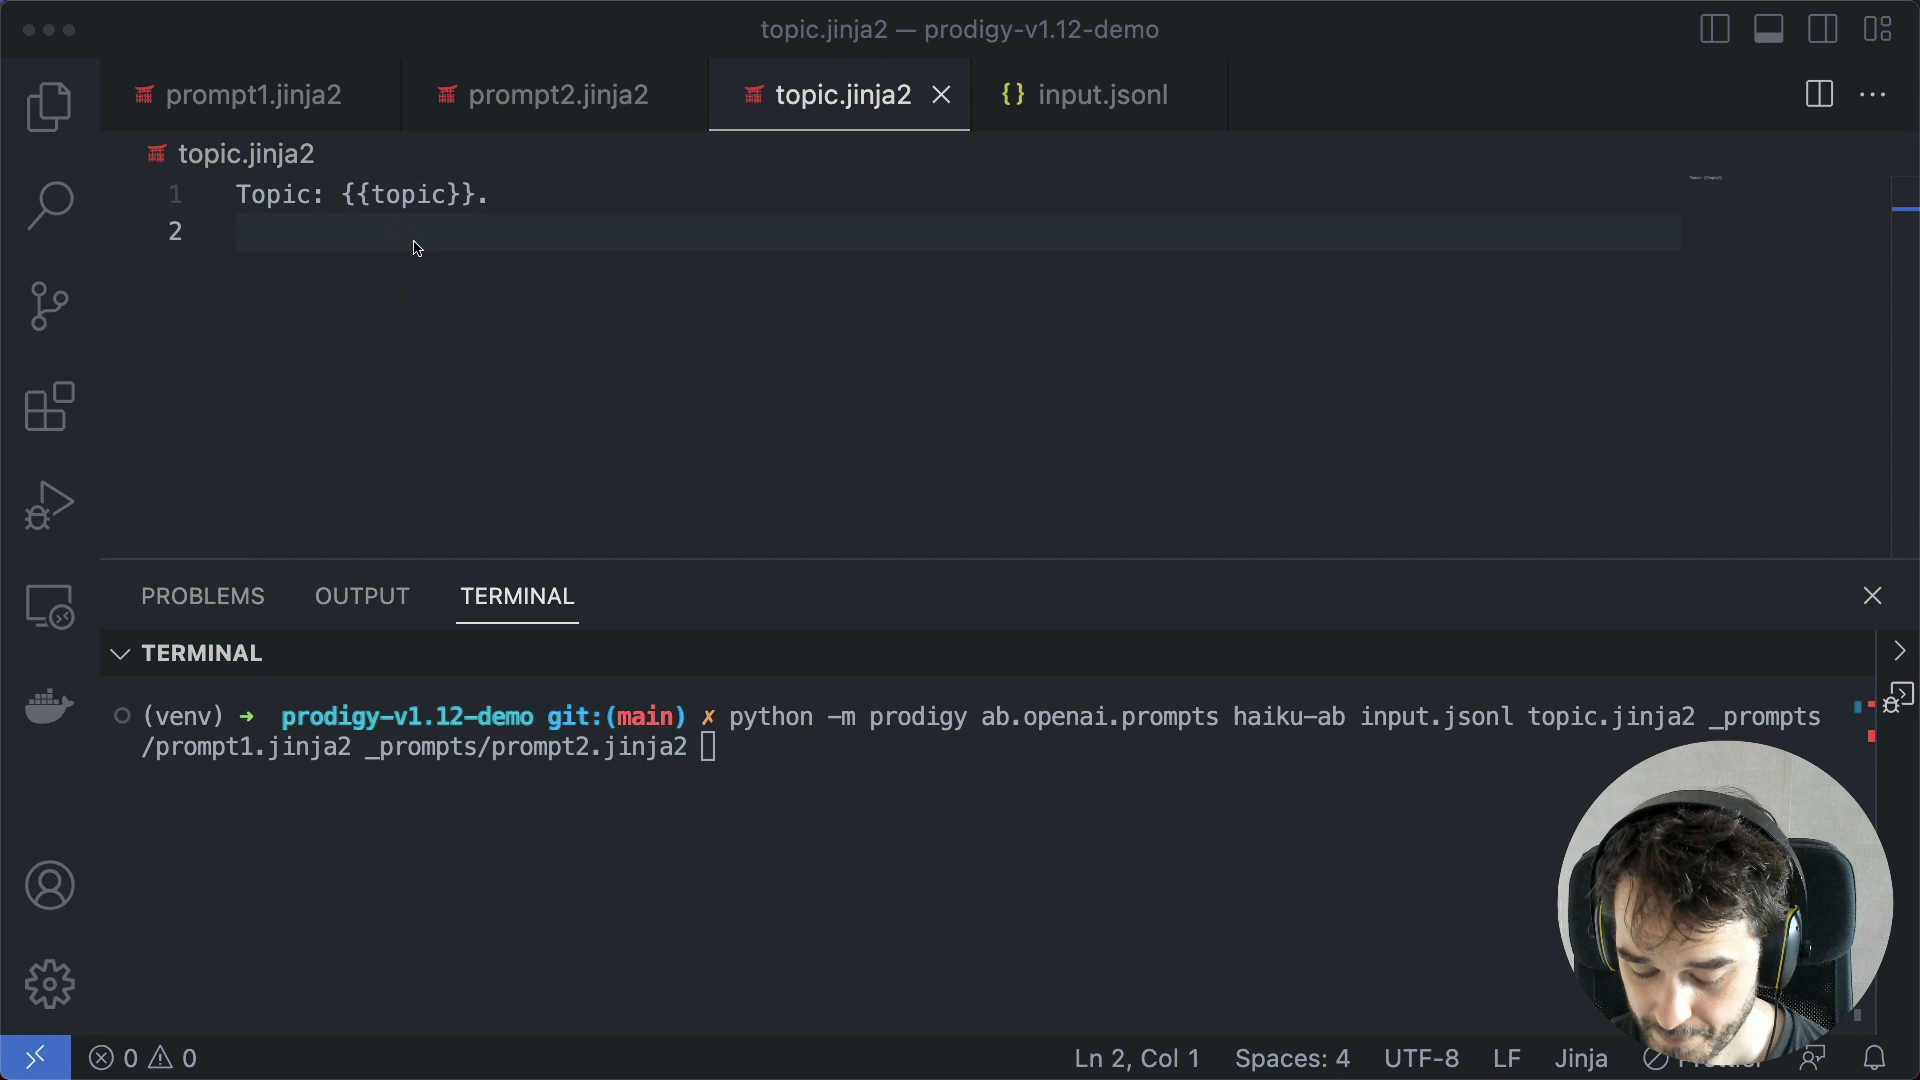 topic.jinja2 — prodigy-v1.12-demo
prompt1.jinja2
prompt2.jinja2
topic.jinja2
{} input.jsonl
topic.jinja2
1 Topic: {{topic}}.
2
PROBLEMS OUTPUT TERMINAL
TERMINAL
(venv) ➜ prodigy-v1.12-demo git:(main) ✗ python -m prodigy ab.openai.prompts haiku-ab input.jsonl topic.jinja2 _prompts
/prompt1.jinja2 _prompts/prompt2.jinja2
0 0 Ln 2, Col 1 Spaces: 4 UTF-8 LF Jinja